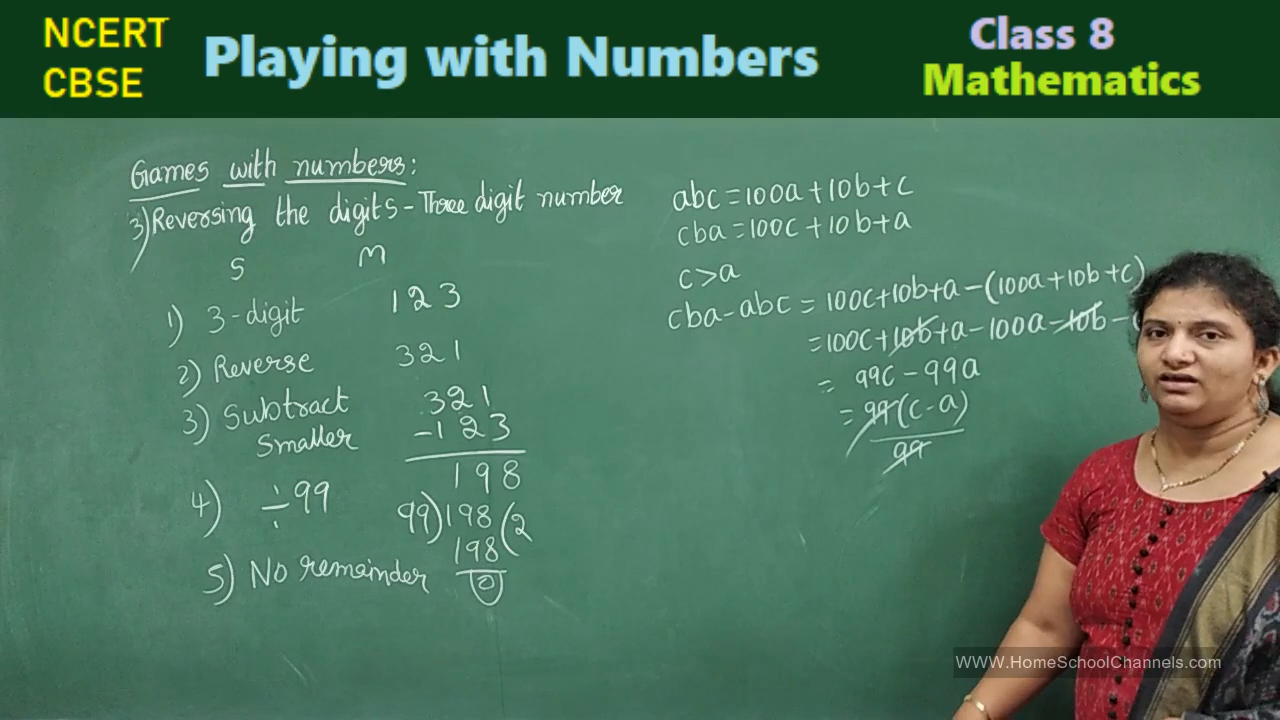 NCERT
CBSE
Playing with Numbers
Class 8
Mathematics
Games with numbers:
3) Reversing the digits - Three digit number
S M
1) 3-digit 123
2) Reverse 321
3) Subtract 321
Smaller -123
198
4) ÷99 99)198(2
198
5) No remainder 0
abc = 100a+10b+c
cba = 100c+10b+a
c>a
cba-abc = 100c+10b+a-(100a+10b+c)
= 100c+10b+a-100a-10b-
= 99c-99a
= 99(c-a)
99
WWW.HomeSchoolChannels.com